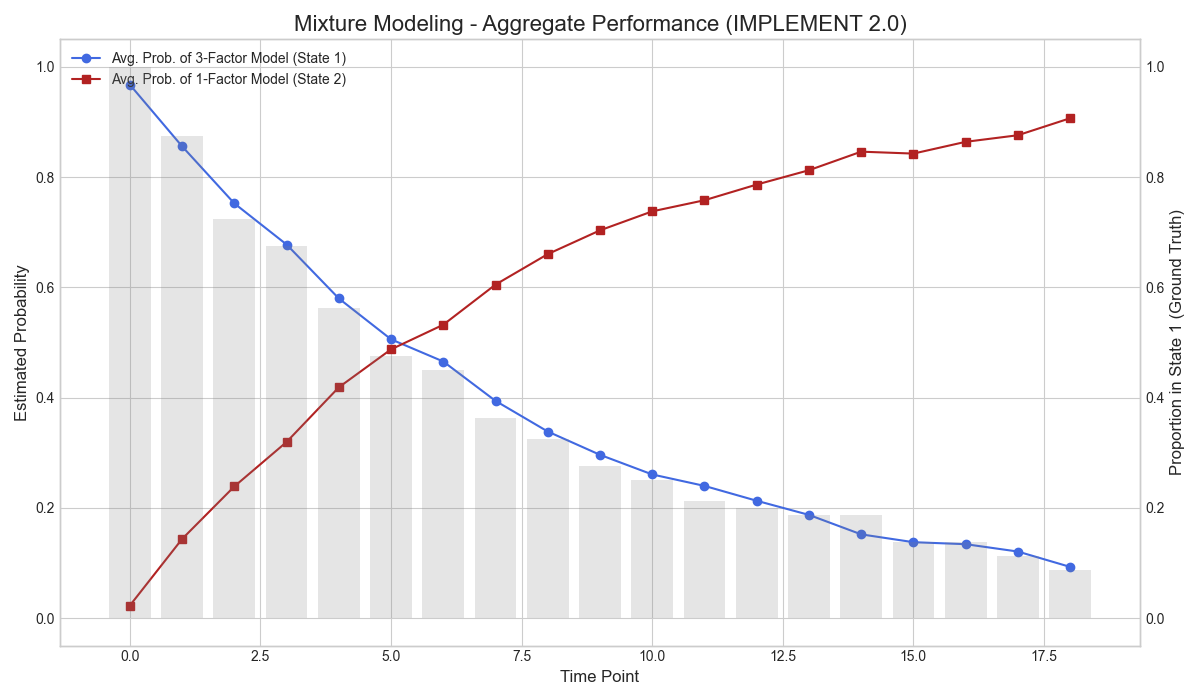 Mixture Modeling - Aggregate Performance (IMPLEMENT 2.0)
Avg. Prob. of 3-Factor Model (State 1)
Avg. Prob. of 1-Factor Model (State 2)
Estimated Probability
1.0
0.8
0.6
0.4
0.2
0.0
1.0
0.8
0.6
0.4
0.2
0.0
Proportion in State 1 (Ground Truth)
0.0 2.5 5.0 7.5 10.0 12.5 15.0 17.5
Time Point